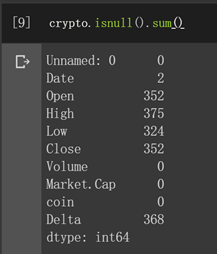 [9] crypto.isnull().sum()
Unnamed: 0 0
Date 2
Open 352
High 375
Low 324
Close 352
Volume 0
Market.Cap 0
coin 0
Delta 368
dtype: int64